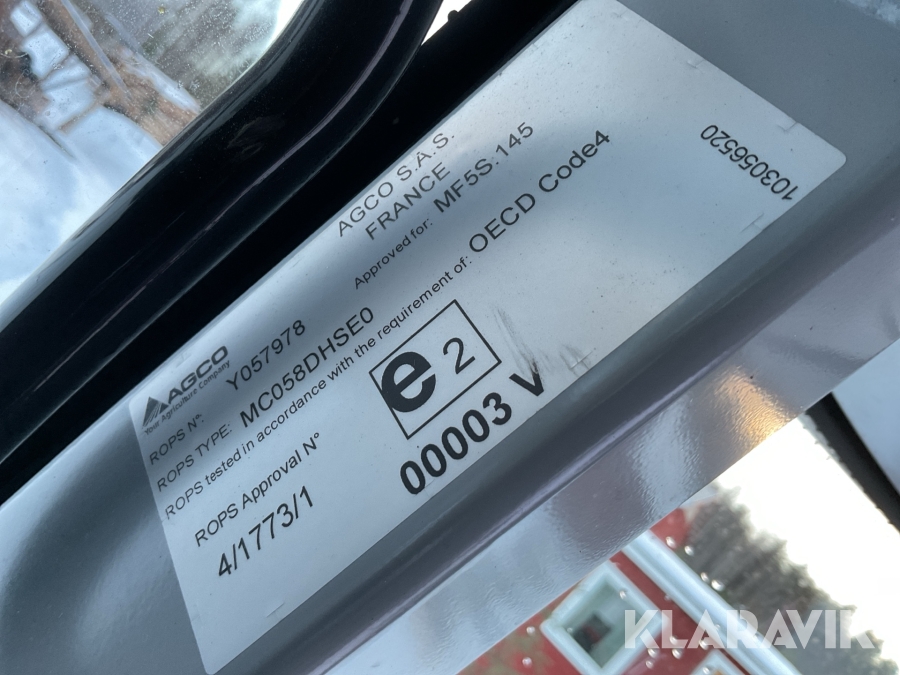 AGCO
Your Agriculture Company
AGCO S.A.S.
FRANCE
ROPS N°. Y057978
Approved for: MF5S.145
ROPS TYPE: MC058DHSE0
ROPS tested in accordance with the requirement of: OECD Code4
ROPS Approval N°
4/1773/1
e 2
00003 V
1030566520
KLARAVIK